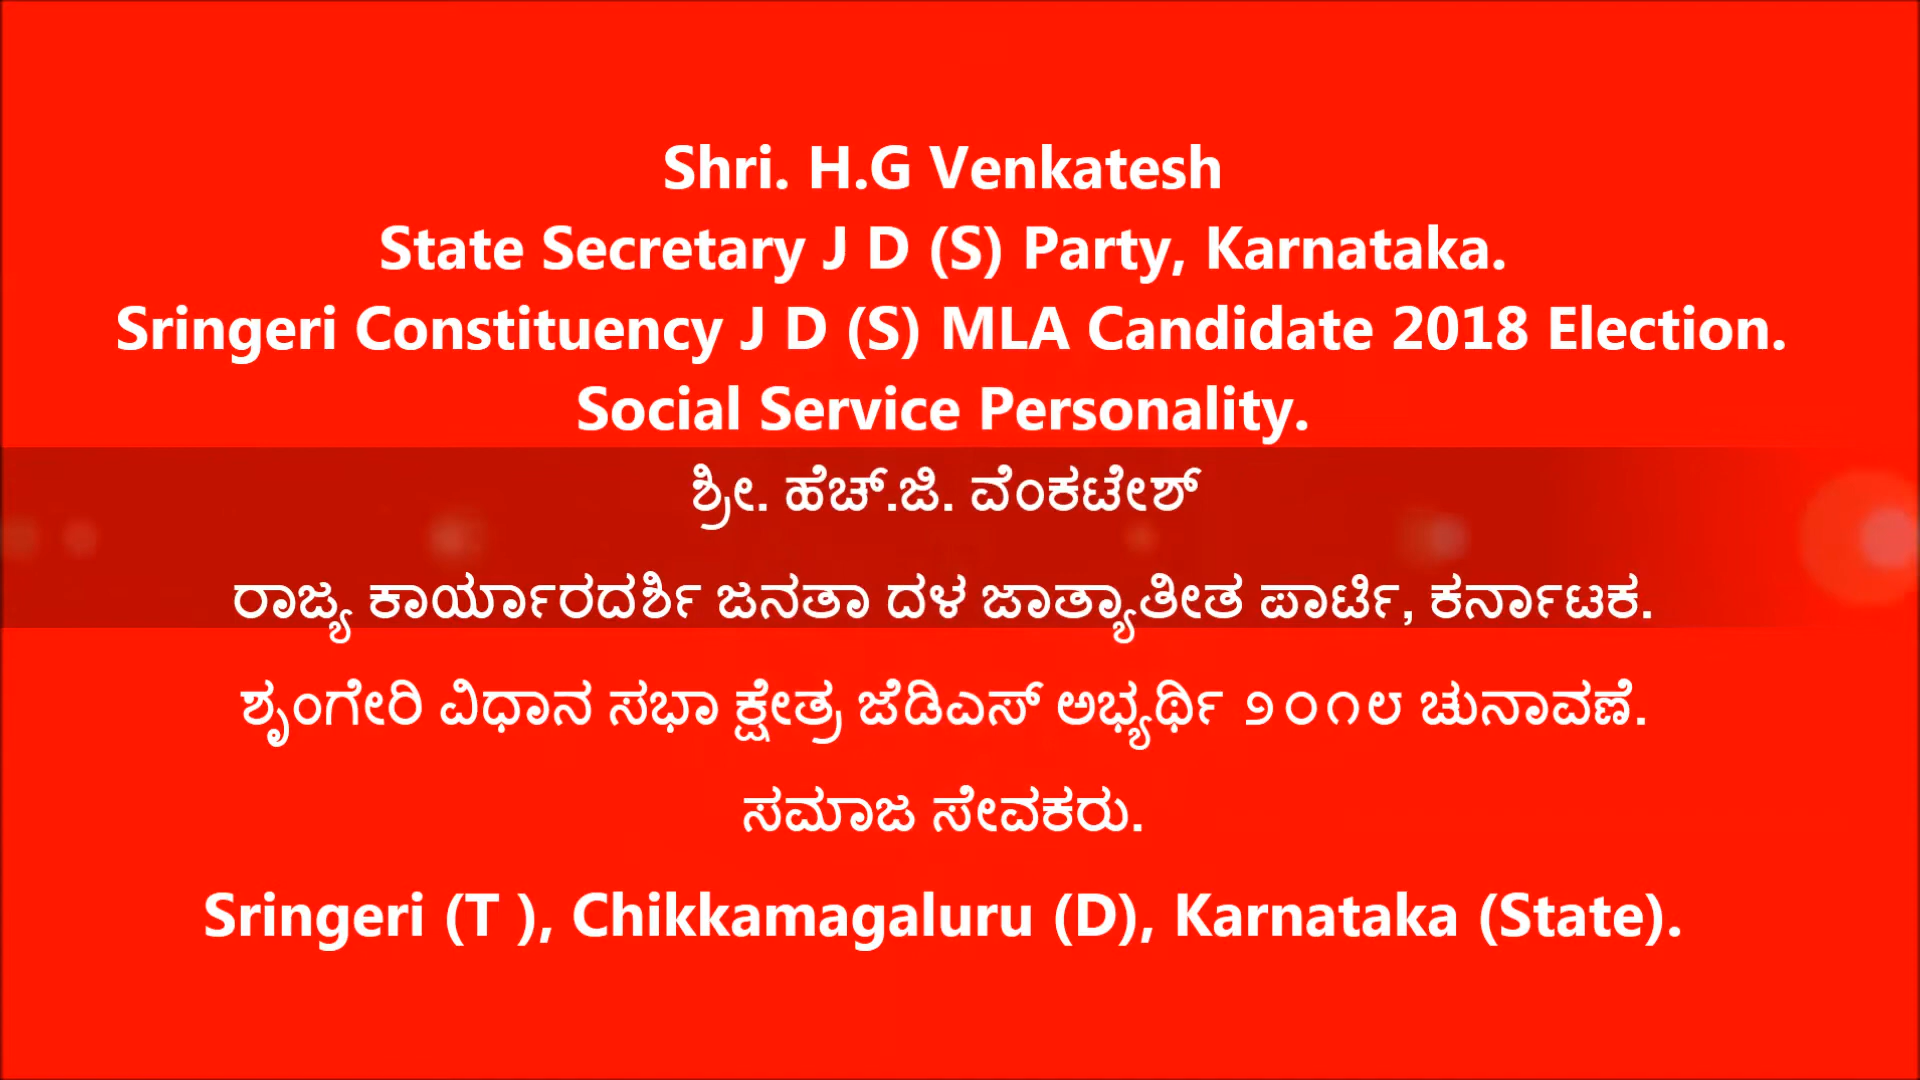 Shri. H.G Venkatesh
State Secretary J D (S) Party, Karnataka.
Sringeri Constituency J D (S) MLA Candidate 2018 Election.
Social Service Personality.
ಶ್ರೀ. ಹೆಚ್.ಜಿ. ವೆಂಕಟೇಶ್
ರಾಜ್ಯ ಕಾರ್ಯಾರದರ್ಶಿ ಜನತಾ ದಳ ಜಾತ್ಯಾತೀತ ಪಾರ್ಟಿ, ಕರ್ನಾಟಕ.
ಶೃಂಗೇರಿ ವಿಧಾನ ಸಭಾ ಕ್ಷೇತ್ರ ಜೆಡಿಎಸ್ ಅಭ್ಯರ್ಥಿ ೨೦೧೮ ಚುನಾವಣೆ.
ಸಮಾಜ ಸೇವಕರು.
Sringeri (T ), Chikkamagaluru (D), Karnataka (State).